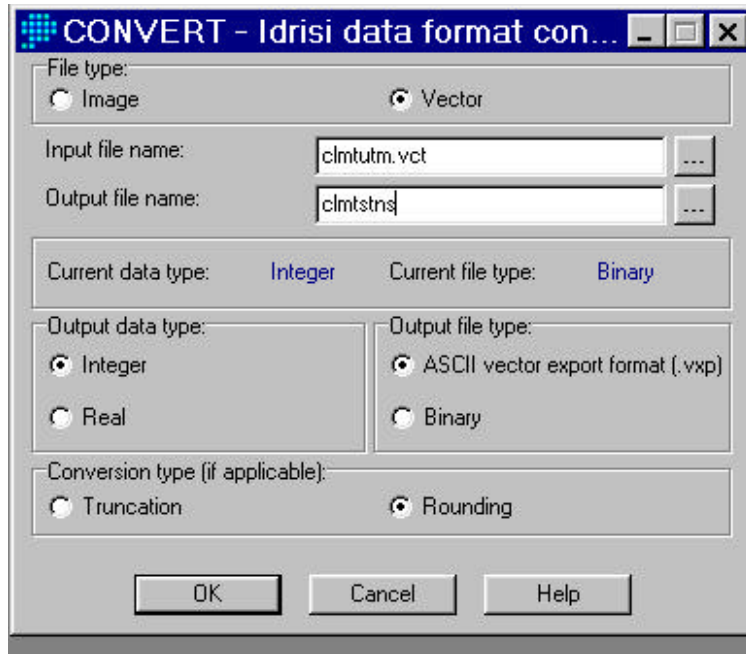 CONVERT - Idrisi data format con...
File type:
Image Vector
Input file name: clmtutm.vct ...
Output file name: clmtstns ...
Current data type: Integer Current file type: Binary
Output data type: Output file type:
Integer ASCII vector export format (.vxp)
Real Binary
Conversion type (if applicable):
Truncation Rounding
OK Cancel Help